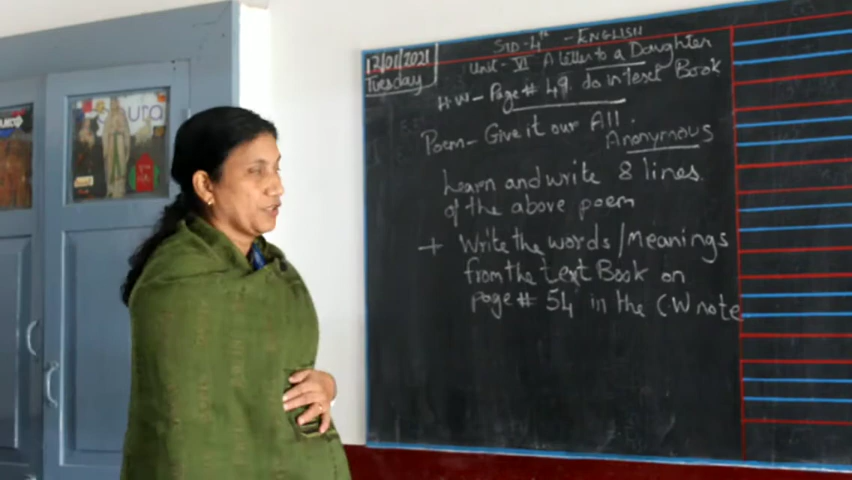 12/01/2021
Tuesday
STD-4th - ENGLISH
Unit - VI A Letter to a Daughter
H.W - Page # 49. do in text Book
Poem - Give it our All.
Anonymous
Learn and write 8 lines.
of the above poem
+ Write the words/Meanings
from the text Book on
page # 54 in the C.W note